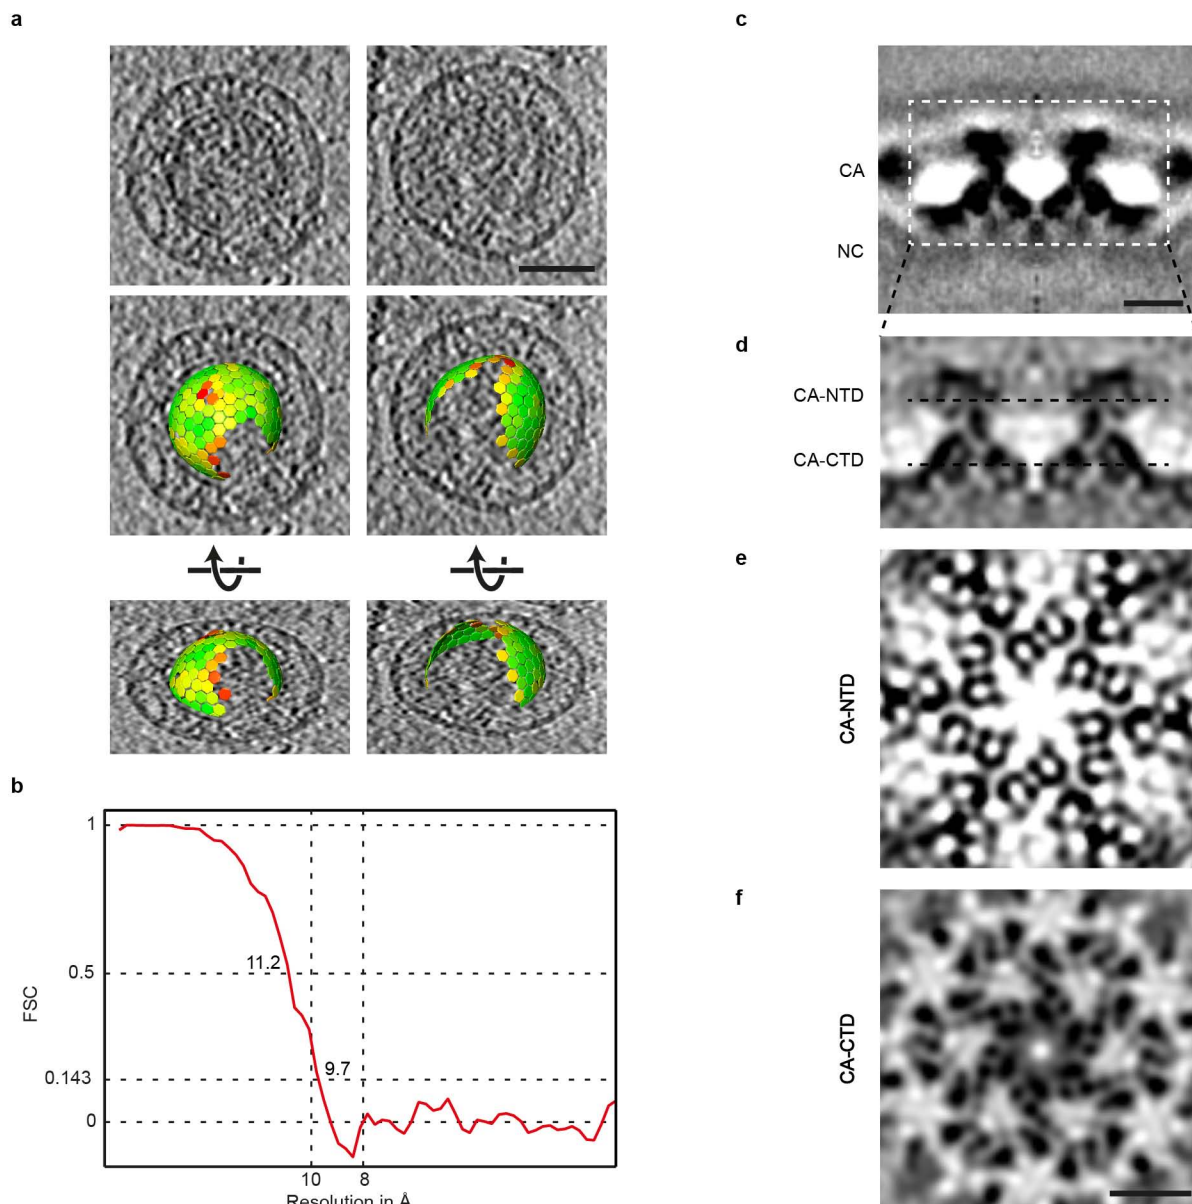 a
b
1
0.5
0.143
0
FSC
11.2
9.7
10
8
Resolution in Å
c
CA
NC
d
CA-NTD
CA-CTD
e
CA-NTD
f
CA-CTD